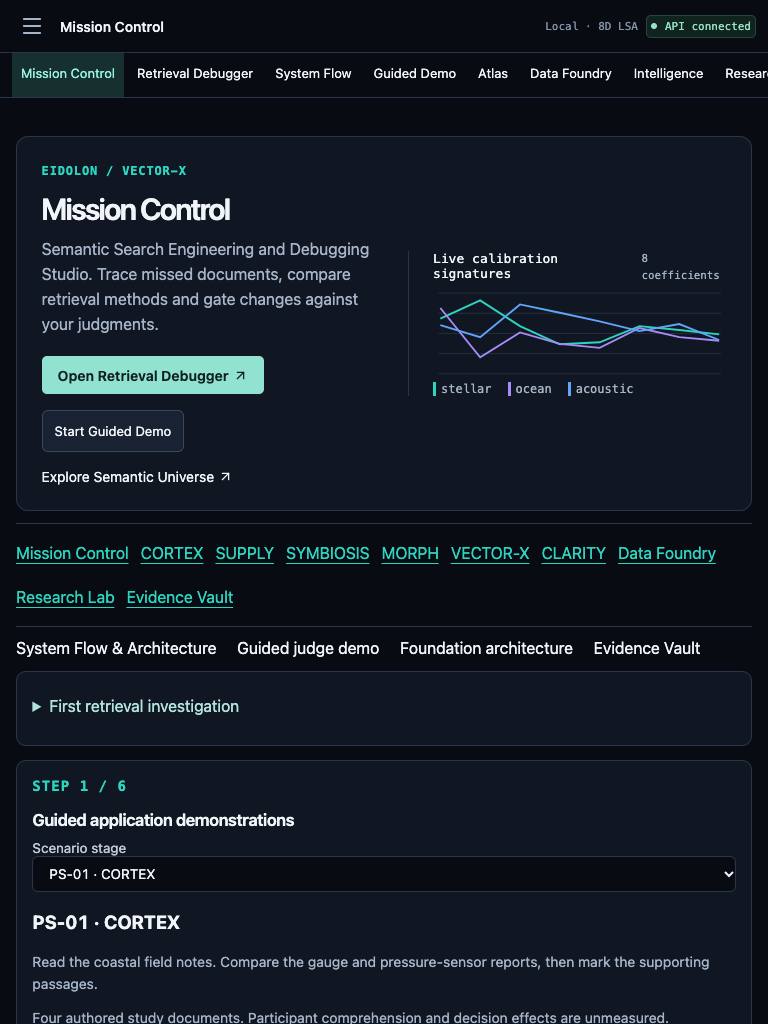 Mission Control
Local · 8D LSA
API connected
Mission Control Retrieval Debugger System Flow Guided Demo Atlas Data Foundry Intelligence Resear
EIDOLON / VECTOR-X
Mission Control
Semantic Search Engineering and Debugging
Studio. Trace missed documents, compare
retrieval methods and gate changes against
your judgments.
Open Retrieval Debugger ↗
Start Guided Demo
Explore Semantic Universe ↗
Live calibration
signatures
8
coefficients
stellar ocean acoustic
Mission Control CORTEX SUPPLY SYMBIOSIS MORPH VECTOR-X CLARITY Data Foundry
Research Lab Evidence Vault
System Flow & Architecture Guided judge demo Foundation architecture Evidence Vault
First retrieval investigation
STEP 1 / 6
Guided application demonstrations
Scenario stage
PS-01 · CORTEX
PS-01 · CORTEX
Read the coastal field notes. Compare the gauge and pressure-sensor reports, then mark the supporting
passages.
Four authored study documents. Participant comprehension and decision effects are unmeasured.